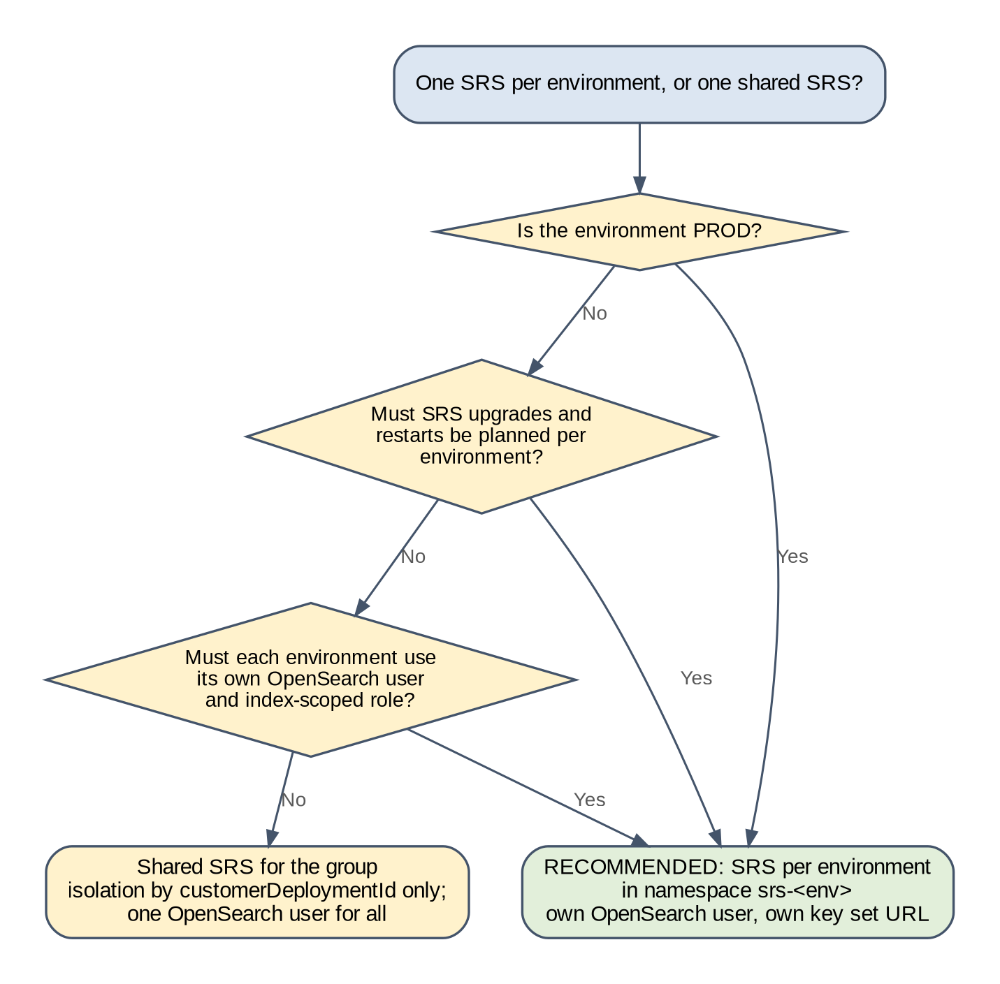 One SRS per environment, or one shared SRS?
Is the environment PROD?
No
Must SRS upgrades and
restarts be planned per
environment?
Yes
No
Must each environment use
its own OpenSearch user
and index-scoped role?
Yes
No
Yes
Shared SRS for the group
isolation by customerDeploymentId only;
one OpenSearch user for all
RECOMMENDED: SRS per environment
in namespace srs-<env>
own OpenSearch user, own key set URL